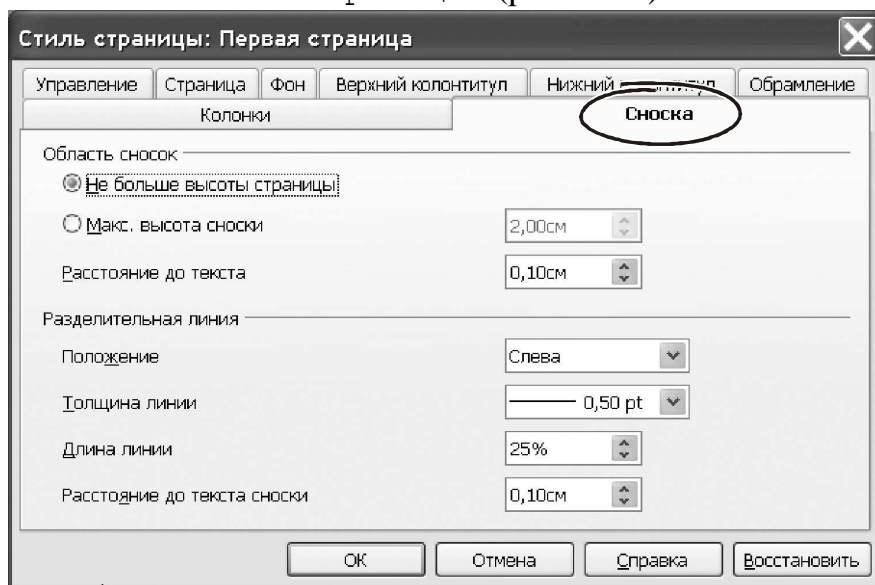 Стиль страницы: Первая страница
Управление Страница Фон Верхний колонтитул Нижний колонтитул Обрамление
Колонки Сноска
Область сносок
Не больше высоты страницы
Макс. высота сноски 2,00см
Расстояние до текста 0,10см
Разделительная линия
Положение Слева
Толщина линии 0,50 pt
Длина линии 25%
Расстояние до текста сноски 0,10см
ОК Отмена Справка Восстановить